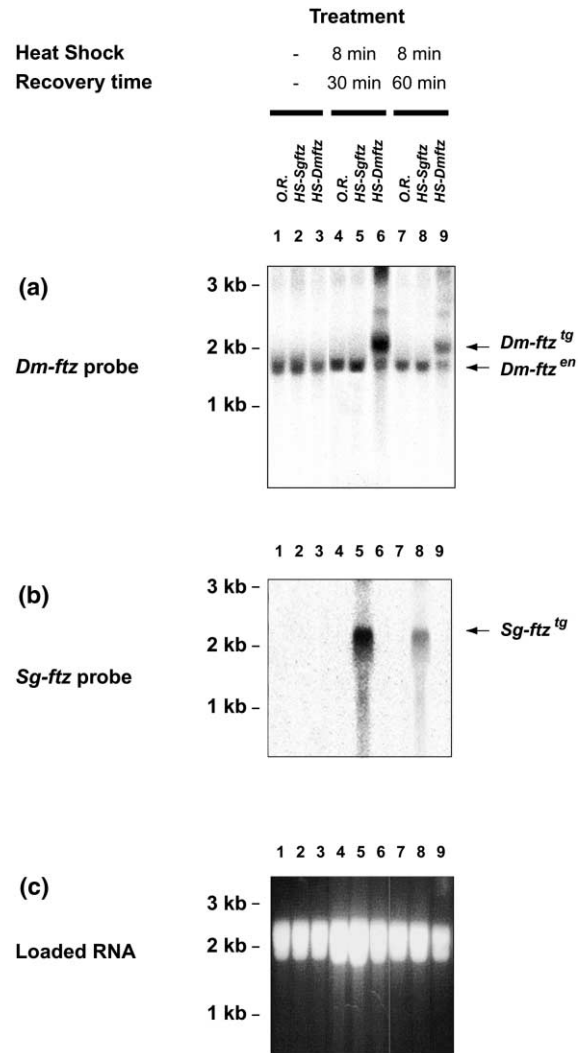 Treatment
Heat Shock - 8 min 8 min
Recovery time - 30 min 60 min
O.R. HS-Sgftz HS-Dmftz O.R. HS-Sgftz HS-Dmftz O.R. HS-Sgftz HS-Dmftz
1 2 3 4 5 6 7 8 9
(a)
3 kb –
2 kb –
Dm-ftz tg
Dm-ftz probe
Dm-ftz en
1 kb –
1 2 3 4 5 6 7 8 9
(b)
3 kb –
Sg-ftz tg
2 kb –
Sg-ftz probe
1 kb –
1 2 3 4 5 6 7 8 9
(c)
3 kb –
Loaded RNA
2 kb –
1 kb –